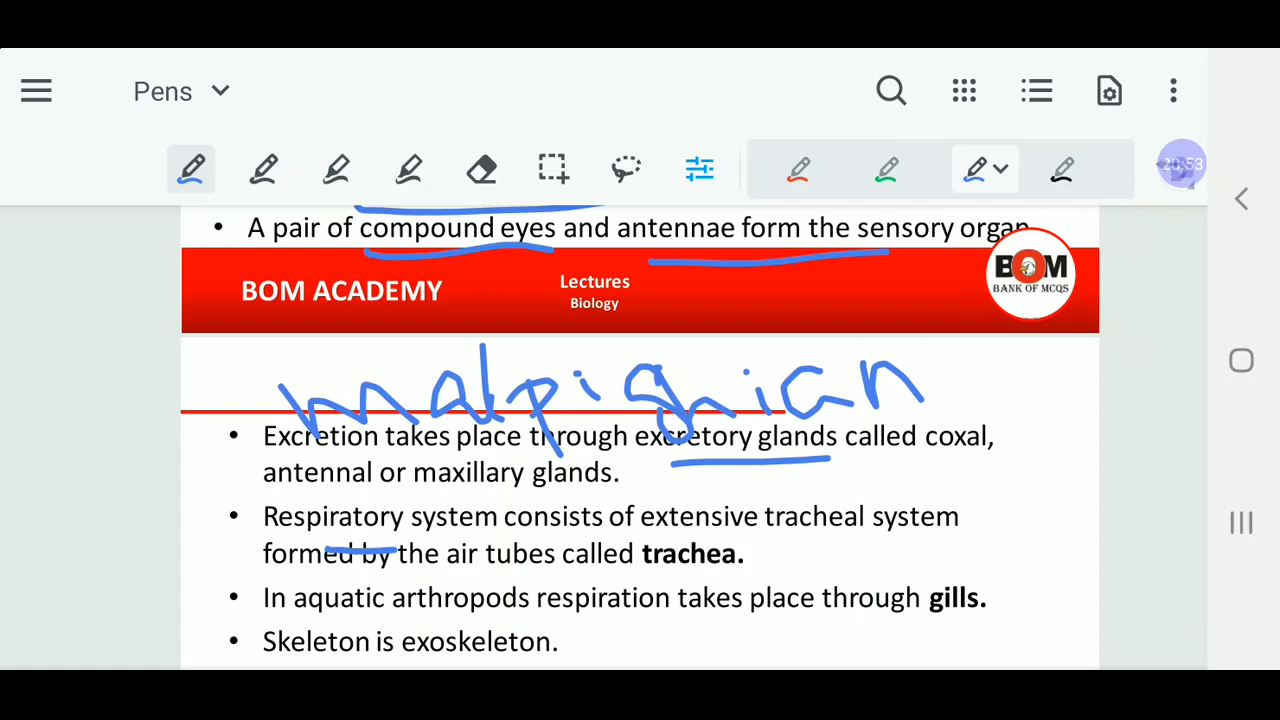 Pens
20:53
• A pair of compound eyes and antennae form the sensory organ
BOM ACADEMY
Lectures
Biology
BOM
BANK OF MCQS
malpighian
• Excretion takes place through excretory glands called coxal,
antennal or maxillary glands.
• Respiratory system consists of extensive tracheal system
formed by the air tubes called trachea.
• In aquatic arthropods respiration takes place through gills.
• Skeleton is exoskeleton.